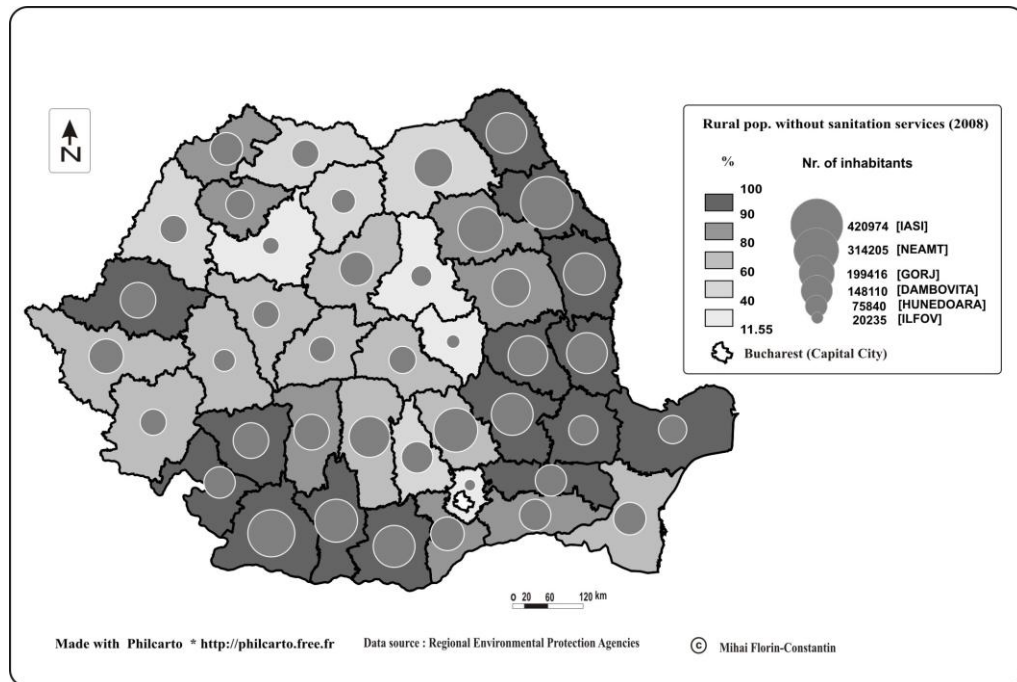 Rural pop. without sanitation services (2008)
% Nr. of inhabitants
100
90
80
60
40
11.55
420974 [IASI]
314205 [NEAMT]
199416 [GORJ]
148110 [DAMBOVITA]
75840 [HUNEDOARA]
20235 [ILFOV]
Bucharest (Capital City)
N
0 20 60 120 km
Made with Philcarto * http://philcarto.free.fr
Data source : Regional Environmental Protection Agencies
© Mihai Florin-Constantin